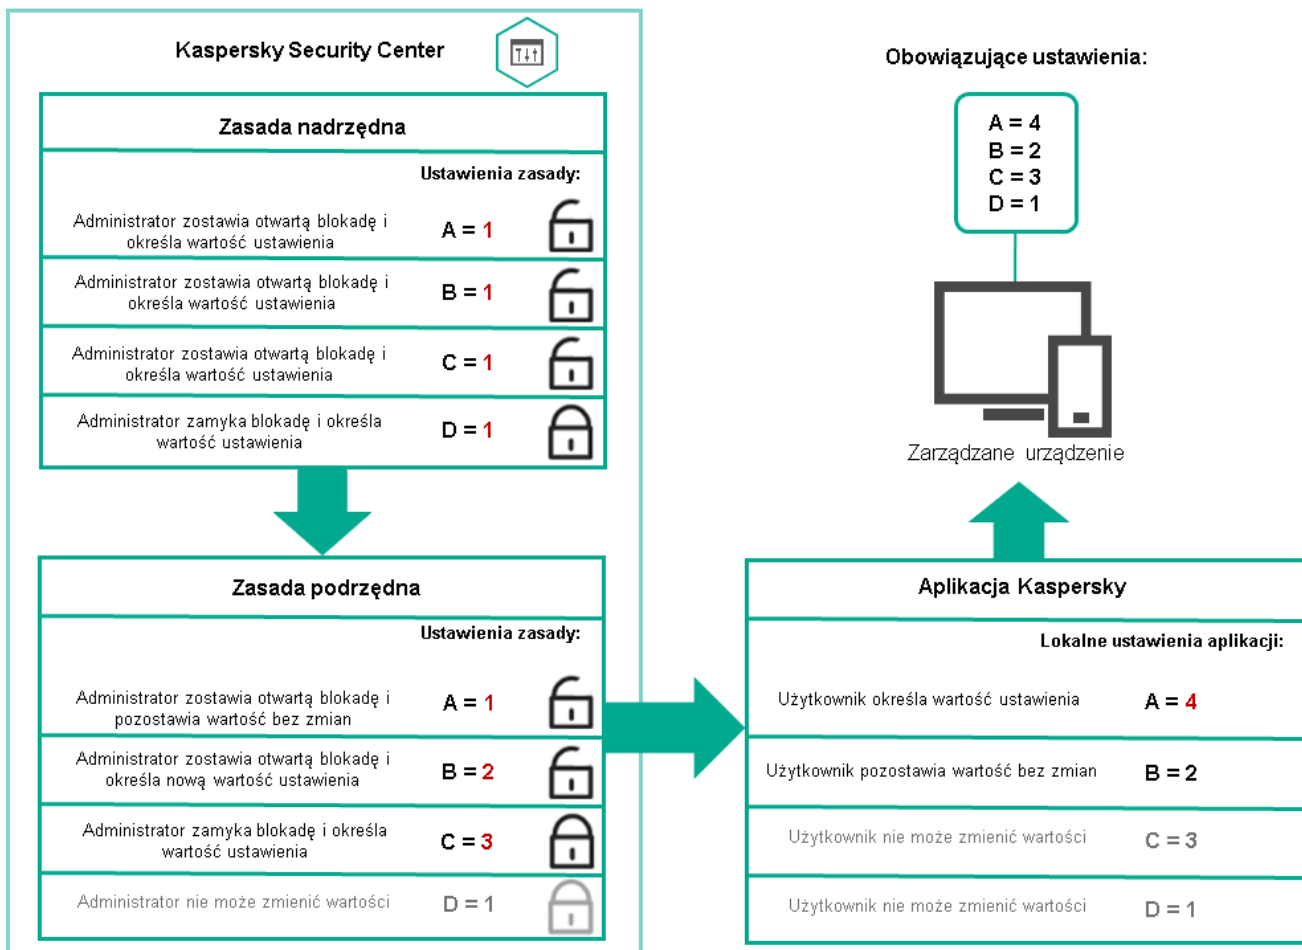 Kaspersky Security Center
Zasada nadrzędna
Ustawienia zasady:
Administrator zostawia otwartą blokadę i
określa wartość ustawienia
A = 1
Administrator zostawia otwartą blokadę i
określa wartość ustawienia
B = 1
Administrator zostawia otwartą blokadę i
określa wartość ustawienia
C = 1
Administrator zamyka blokadę i określa
wartość ustawienia
D = 1
Zasada podrzędna
Ustawienia zasady:
Administrator zostawia otwartą blokadę i
pozostawia wartość bez zmian
A = 1
Administrator zostawia otwartą blokadę i
określa nową wartość ustawienia
B = 2
Administrator zamyka blokadę i określa
wartość ustawienia
C = 3
Administrator nie może zmienić wartości
D = 1
Obowiązujące ustawienia:
A = 4
B = 2
C = 3
D = 1
Zarządzane urządzenie
Aplikacja Kaspersky
Lokalne ustawienia aplikacji:
Użytkownik określa wartość ustawienia
A = 4
Użytkownik pozostawia wartość bez zmian
B = 2
Użytkownik nie może zmienić wartości
C = 3
Użytkownik nie może zmienić wartości
D = 1